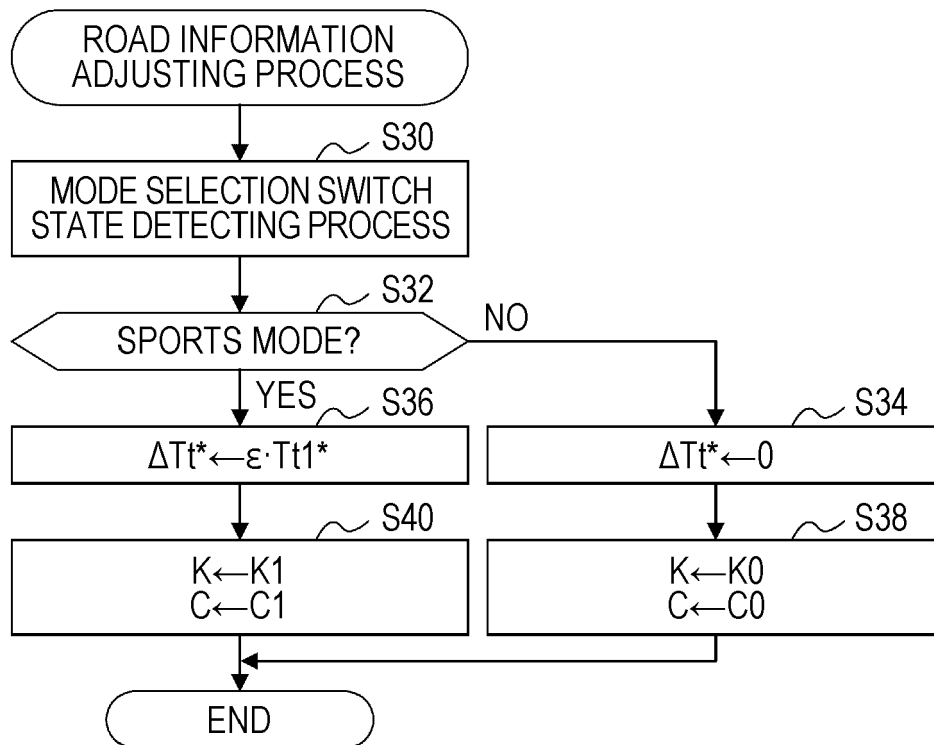 ROAD INFORMATION
ADJUSTING PROCESS
S30
MODE SELECTION SWITCH
STATE DETECTING PROCESS
S32
SPORTS MODE?
NO
YES
S36
ΔTt*←ε·Tt1*
S34
ΔTt*←0
S40
K←K1
C←C1
S38
K←K0
C←C0
END